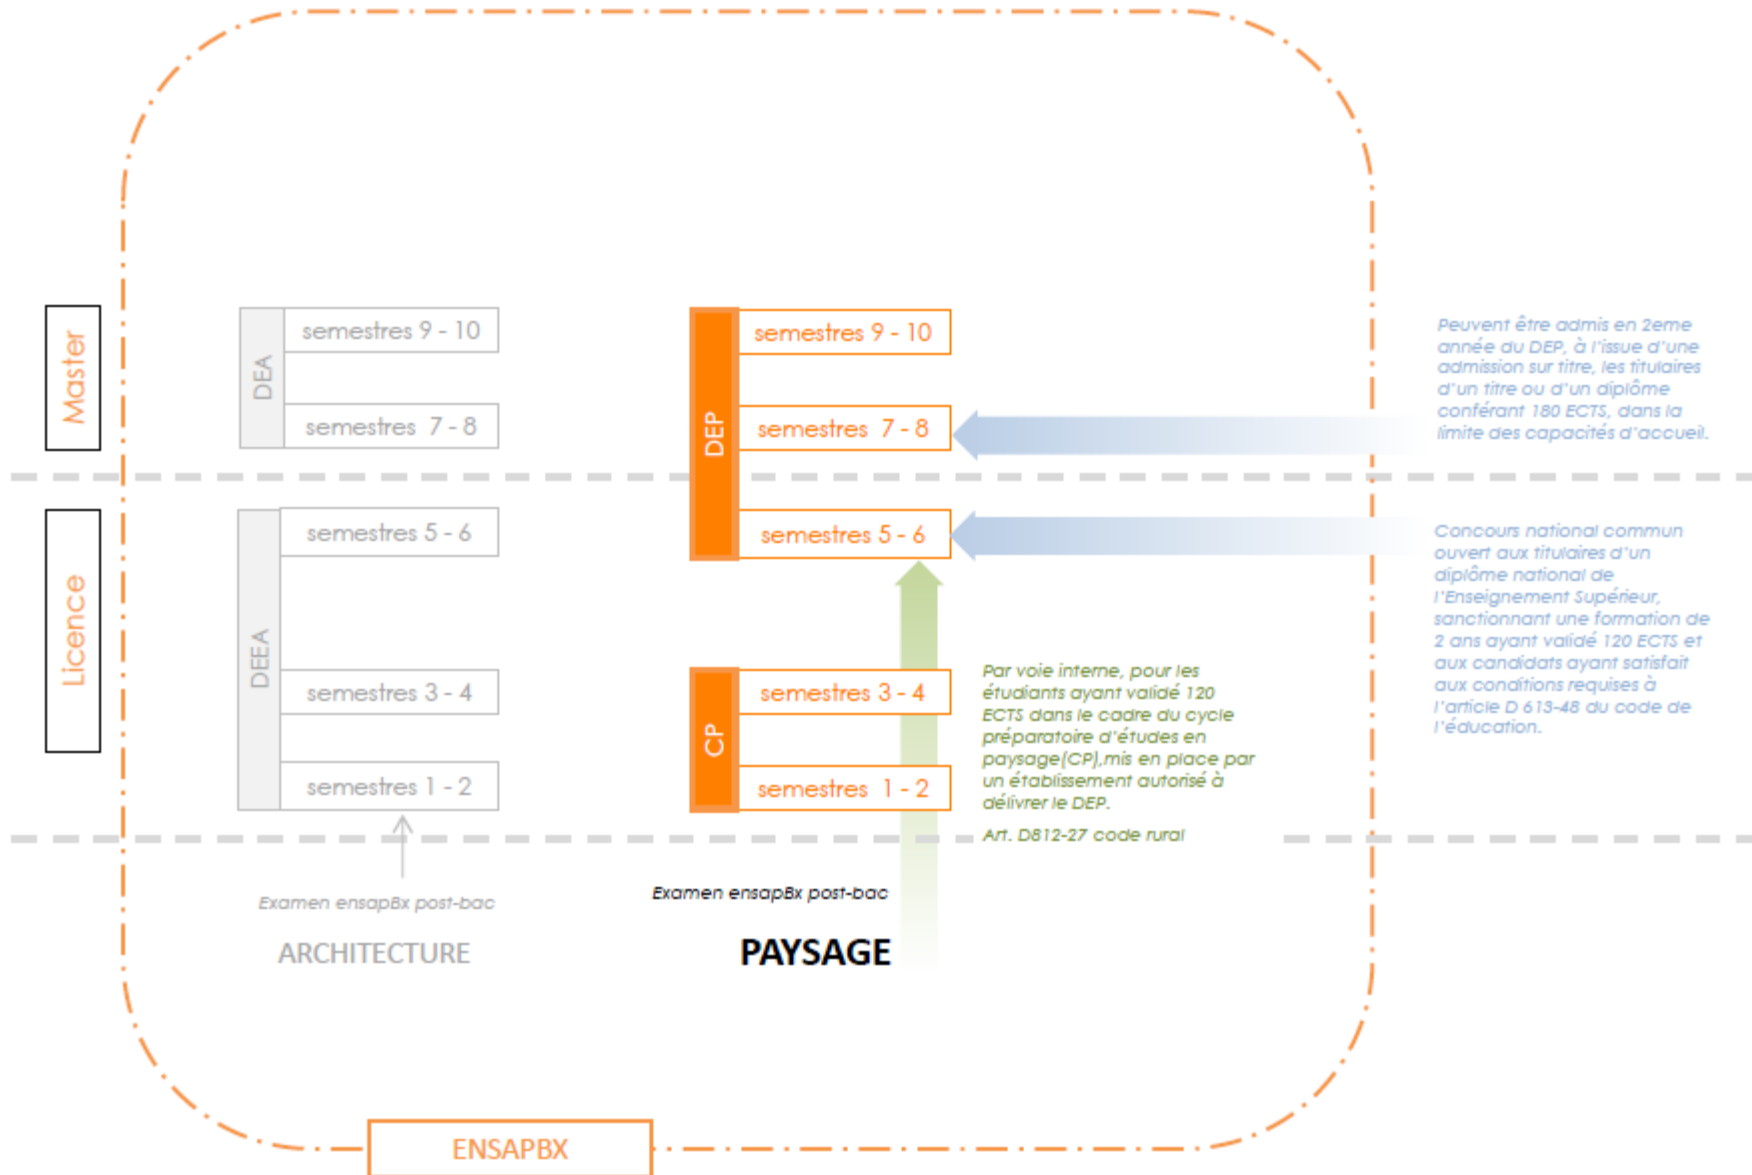 Master
DEA
semestres 9 - 10
semestres 7 - 8
DEP
semestres 9 - 10
semestres 7 - 8
semestres 5 - 6
Peuvent être admis en 2eme
année du DEP, à l'issue d'une
admission sur titre, les titulaires
d'un titre ou d'un diplôme
conférant 180 ECTS, dans la
limite des capacités d'accueil.
Licence
DEEA
semestres 5 - 6
semestres 3 - 4
semestres 1 - 2
CP
semestres 3 - 4
semestres 1 - 2
Par voie interne, pour les
étudiants ayant validé 120
ECTS dans le cadre du cycle
préparatoire d'études en
paysage(CP),mis en place par
un établissement autorisé à
délivrer le DEP.
Art. D812-27 code rural
Concours national commun
ouvert aux titulaires d'un
diplôme national de
l'Enseignement Supérieur,
sanctionnant une formation de
2 ans ayant validé 120 ECTS et
aux candidats ayant satisfait
aux conditions requises à
l'article D 613-48 du code de
l'éducation.
Examen ensapBx post-bac
ARCHITECTURE
Examen ensapBx post-bac
PAYSAGE
ENSAPBX